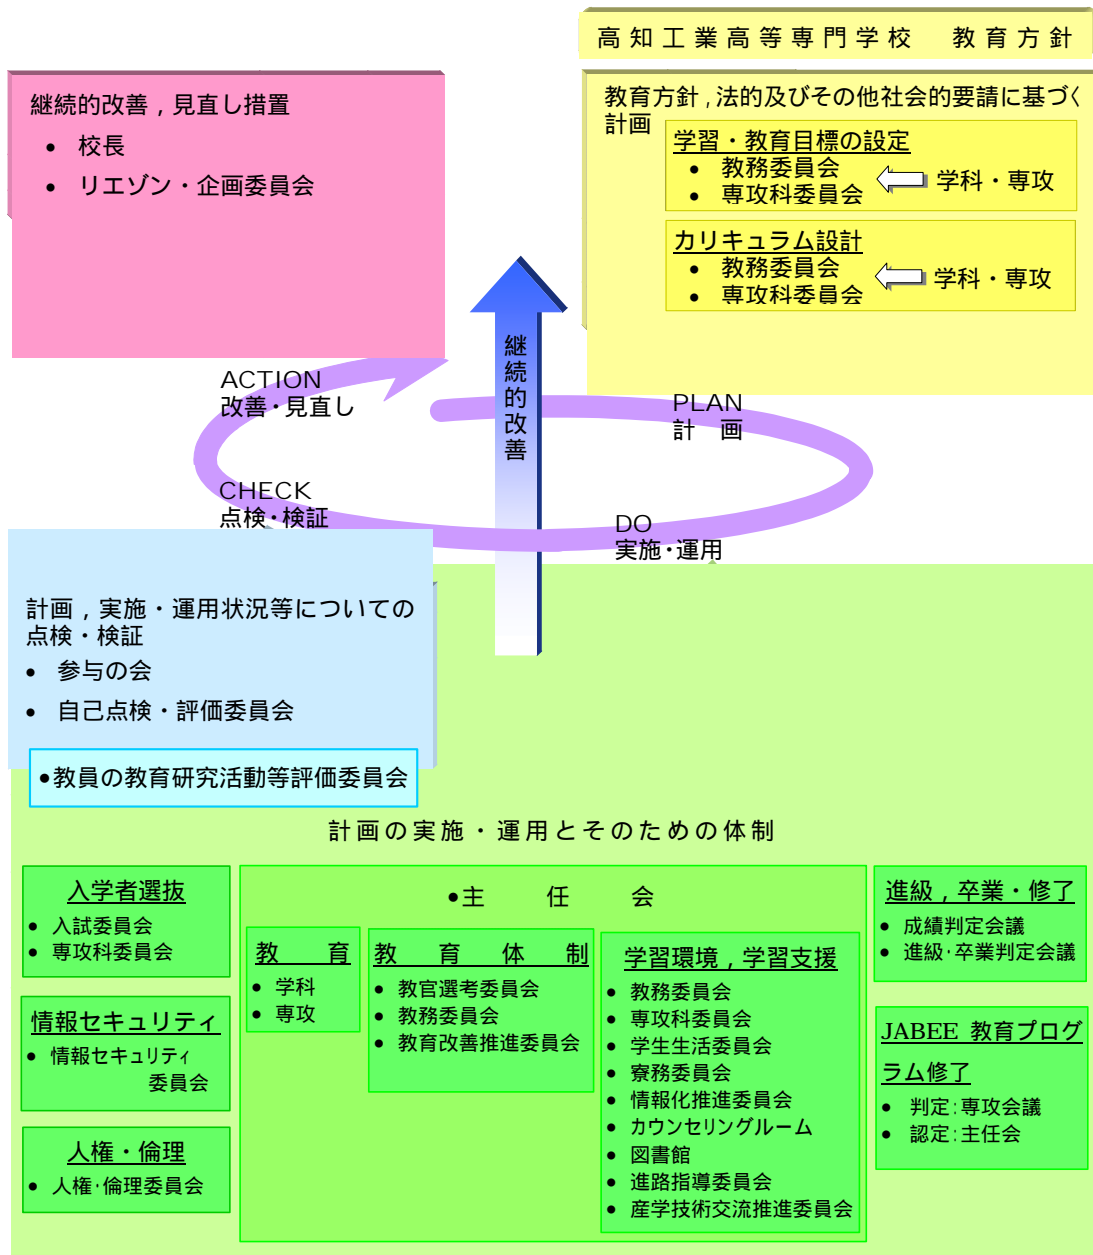 高知工業高等専門学校　教育方針
継続的改善，見直し措置
• 校長
• リエゾン・企画委員会
教育方針，法的及びその他社会的要請に基づく
計画
学習・教育目標の設定
• 教務委員会
• 専攻科委員会
学科・専攻
カリキュラム設計
• 教務委員会
• 専攻科委員会
学科・専攻
継続的改善
ACTION
改善・見直し
PLAN
計　画
CHECK
点検・検証
DO
実施・運用
計画，実施・運用状況等についての
点検・検証
• 参与の会
• 自己点検・評価委員会
•教員の教育研究活動等評価委員会
計画の実施・運用とそのための体制
入学者選抜
• 入試委員会
• 専攻科委員会
情報セキュリティ
• 情報セキュリティ
委員会
人権・倫理
• 人権・倫理委員会
•主　任　会
教　育
• 学科
• 専攻
教　育　体　制
• 教官選考委員会
• 教務委員会
• 教育改善推進委員会
学習環境，学習支援
• 教務委員会
• 専攻科委員会
• 学生生活委員会
• 寮務委員会
• 情報化推進委員会
• カウンセリングルーム
• 図書館
• 進路指導委員会
• 産学技術交流推進委員会
進級，卒業・修了
• 成績判定会議
• 進級・卒業判定会議
JABEE 教育プログ
ラム修了
• 判定：専攻会議
• 認定：主任会